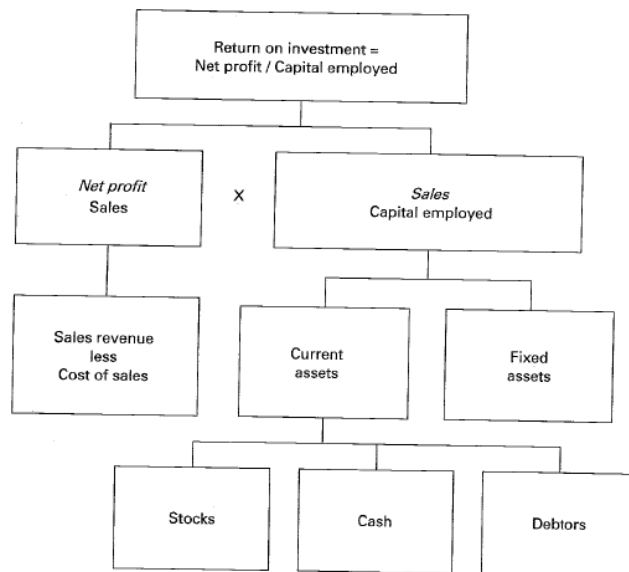 Return on investment =
Net profit / Capital employed
Net profit
Sales
X
Sales
Capital employed
Sales revenue
less
Cost of sales
Current
assets
Fixed
assets
Stocks
Cash
Debtors